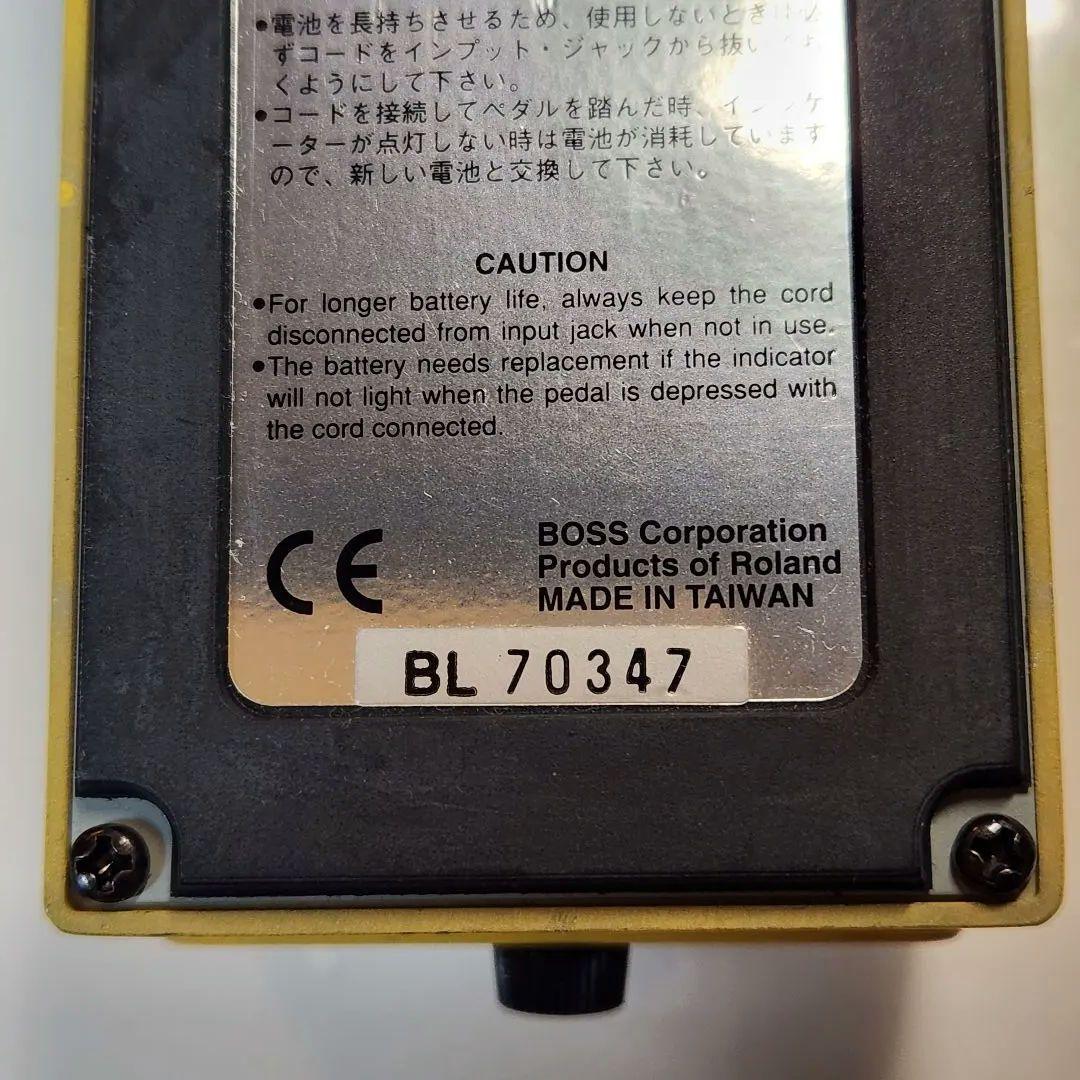 ●電池を長持ちさせるため、使用しないときは必
ずコードをインプット・ジャックから抜いてお
くようにして下さい。
●コードを接続してペダルを踏んだ時、インジケ
ーターが点灯しない時は電池が消耗しています
ので、新しい電池と交換して下さい。
CAUTION
●For longer battery life, always keep the cord
disconnected from input jack when not in use.
●The battery needs replacement if the indicator
will not light when the pedal is depressed with
the cord connected.
CE
BOSS Corporation
Products of Roland
MADE IN TAIWAN
BL 70347